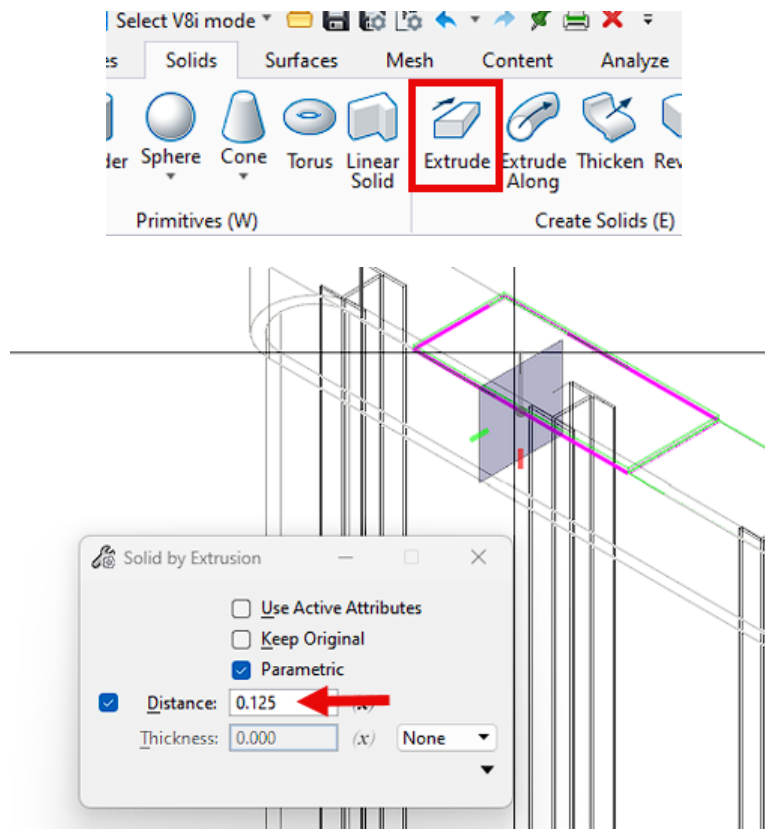 Select V8i mode
Solids Surfaces Mesh Content Analyze
Sphere Cone Torus Linear Solid Extrude Extrude Along Thicken
Primitives (W) Create Solids (E)
Solid by Extrusion
Use Active Attributes
Keep Original
Parametric
Distance: 0.125
Thickness: 0.000 (x) None